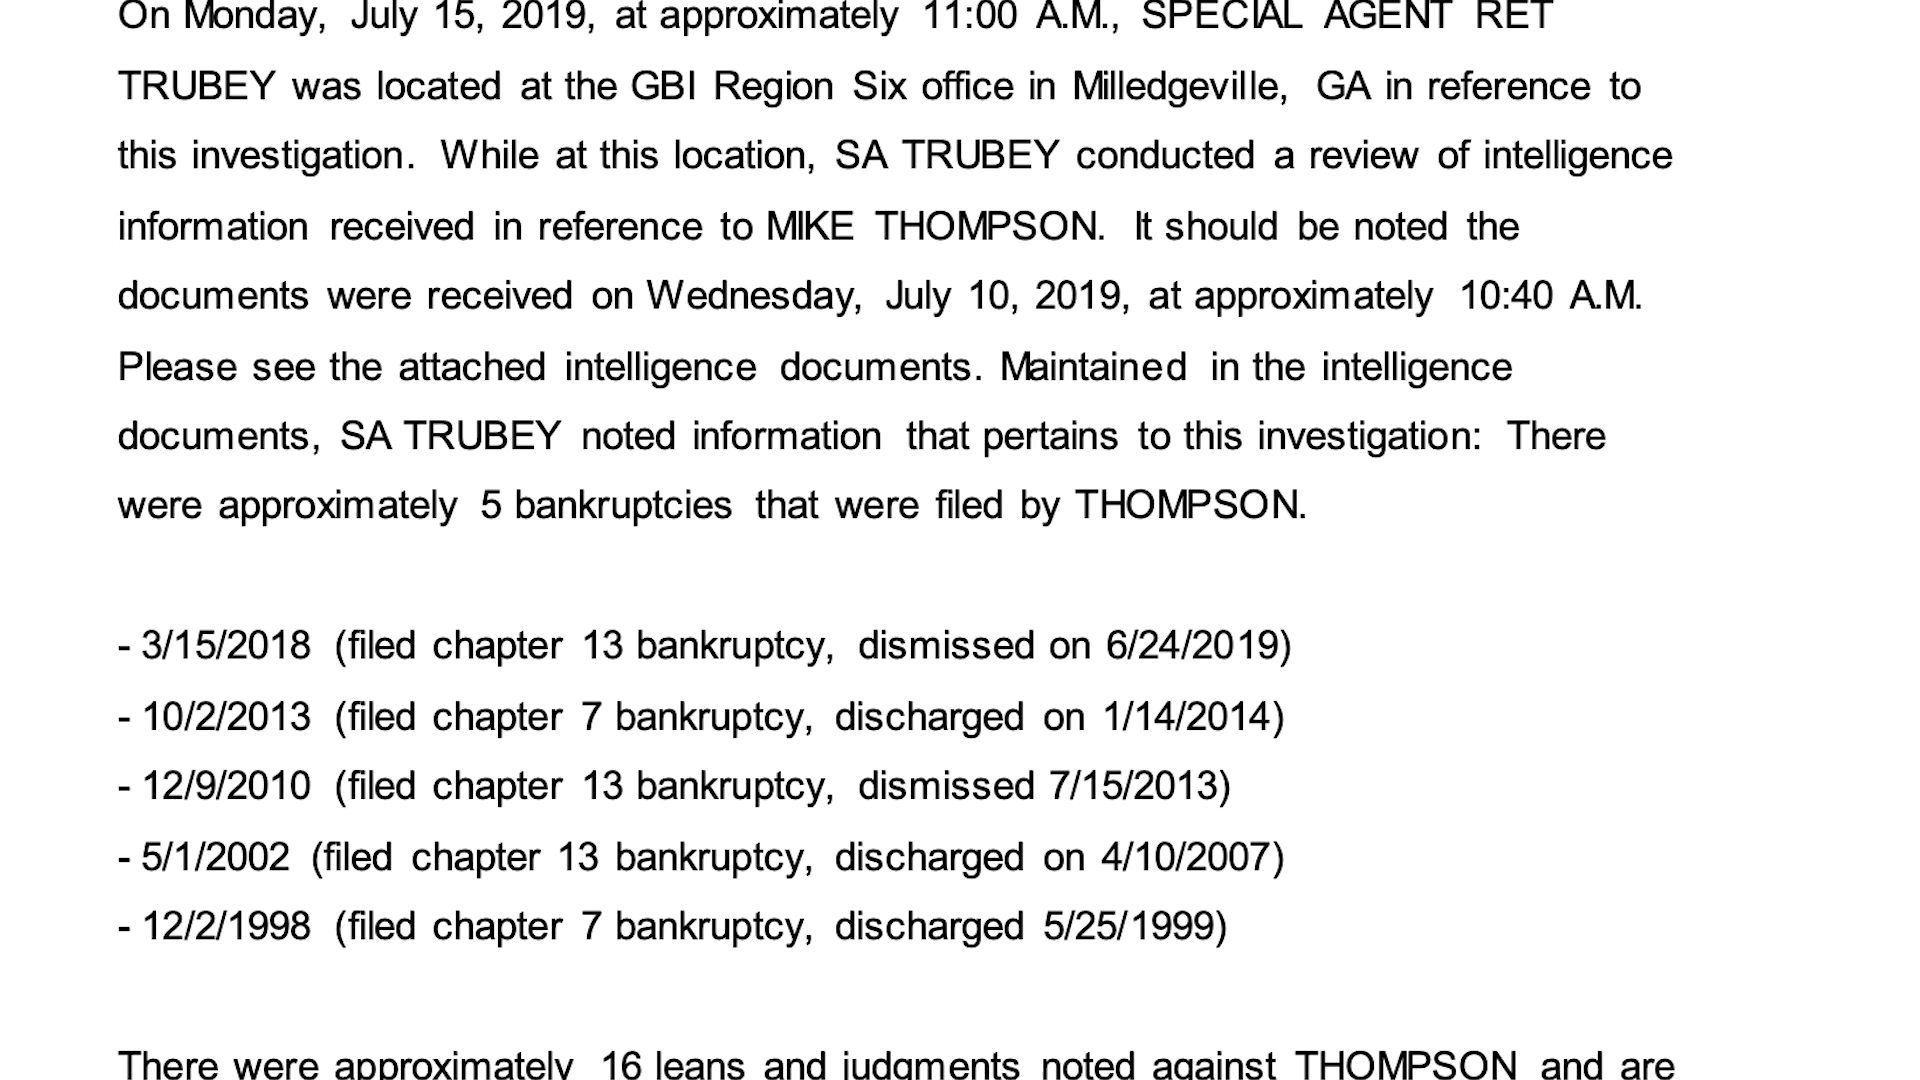 On Monday, July 15, 2019, at approximately 11:00 A.M., SPECIAL AGENT RET
TRUBEY was located at the GBI Region Six office in Milledgeville, GA in reference to
this investigation. While at this location, SA TRUBEY conducted a review of intelligence
information received in reference to MIKE THOMPSON. It should be noted the
documents were received on Wednesday, July 10, 2019, at approximately 10:40 A.M.
Please see the attached intelligence documents. Maintained in the intelligence
documents, SA TRUBEY noted information that pertains to this investigation: There
were approximately 5 bankruptcies that were filed by THOMPSON.
- 3/15/2018 (filed chapter 13 bankruptcy, dismissed on 6/24/2019)
- 10/2/2013 (filed chapter 7 bankruptcy, discharged on 1/14/2014)
- 12/9/2010 (filed chapter 13 bankruptcy, dismissed 7/15/2013)
- 5/1/2002 (filed chapter 13 bankruptcy, discharged on 4/10/2007)
- 12/2/1998 (filed chapter 7 bankruptcy, discharged 5/25/1999)
There were approximately 16 leans and judgments noted against THOMPSON and are